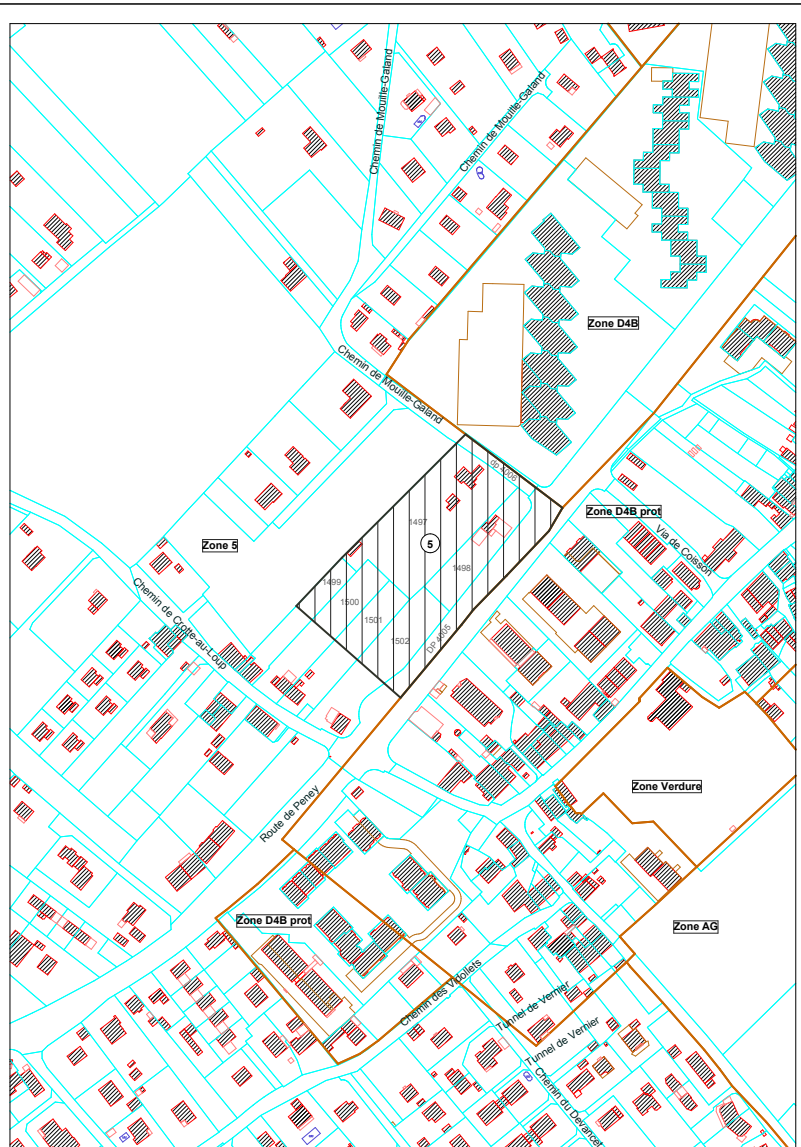 Chemin de Mouille-Galand
Chemin de Mouille-Galand
Zone D4B
Chemin de Mouille-Galand
dp 4006
Zone D4B prot
1497
Via de Coisson
5
Zone 5
1498
1499
1500
Chemin de Crotte-au-Loup
1501
1502
DP 4005
Zone Verdure
Route de Peney
Zone D4B prot
Zone AG
Chemin des Vidollets
Tunnel de Vernier
Tunnel de Vernier
Chemin du Devancet